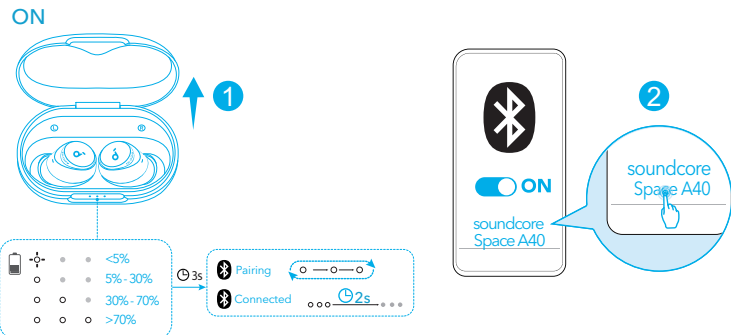 ON
1
L
R
<5%
5% - 30%
30% - 70%
>70%
3s
Pairing
Connected
2s
ON
soundcore
Space A40
2
soundcore
Space A40